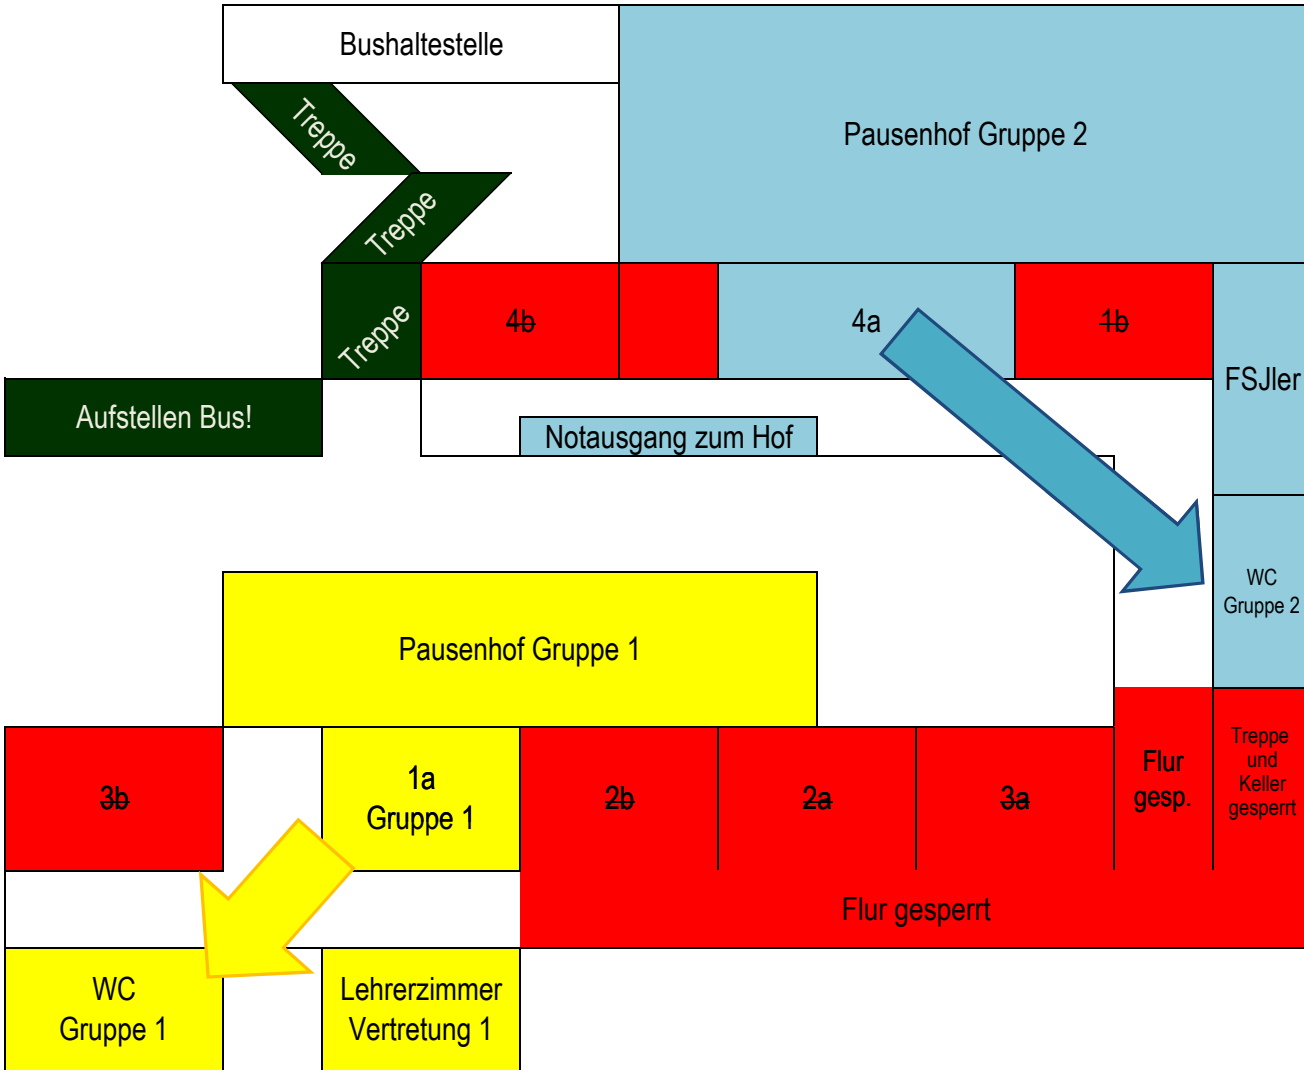 Bushaltestelle
Pausenhof Gruppe 2
Treppe
Treppe
Treppe
4b
4a
1b
FSJler
Aufstellen Bus!
Notausgang zum Hof
WC
Gruppe 2
Pausenhof Gruppe 1
3b
1a
Gruppe 1
2b
2a
3a
Flur
gesp.
Treppe
und
Keller
gesperrt
Flur gesperrt
WC
Gruppe 1
Lehrerzimmer
Vertretung 1